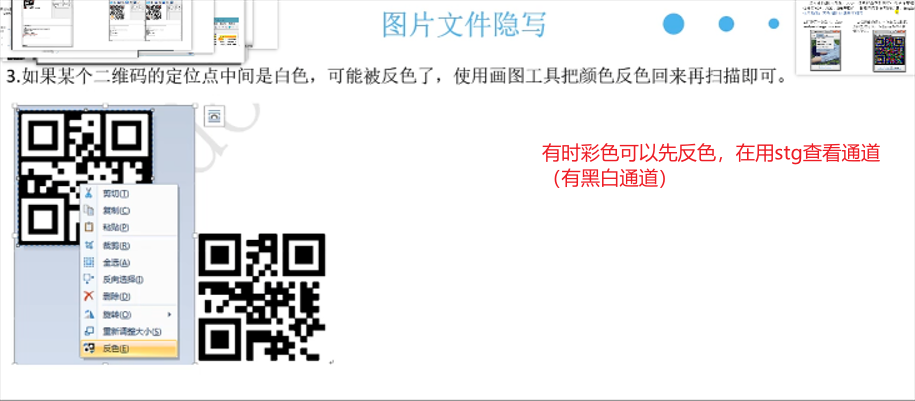 图片文件隐写
3.如果某个二维码的定位点中间是白色，可能被反色了，使用画图工具把颜色反色回来再扫描即可。
有时彩色可以先反色，在用stg查看通道
（有黑白通道）
剪切(T)
复制(C)
粘贴(P)
裁剪(R)
全选(A)
反向选择(I)
删除(D)
旋转(O)
重新调整大小(S)
反色(E)